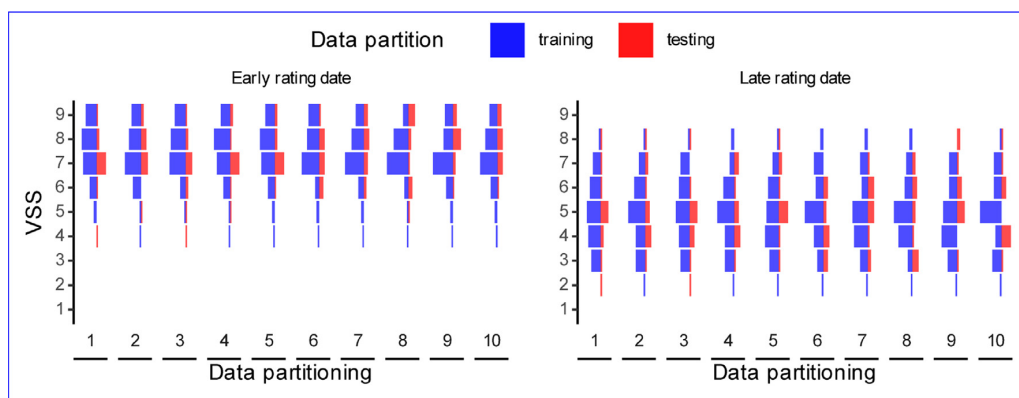 Data partition training testing
Early rating date Late rating date
VSS
9 9
8 8
7 7
6 6
5 5
4 4
3 3
2 2
1 1
1 2 3 4 5 6 7 8 9 10 1 2 3 4 5 6 7 8 9 10
Data partitioning Data partitioning